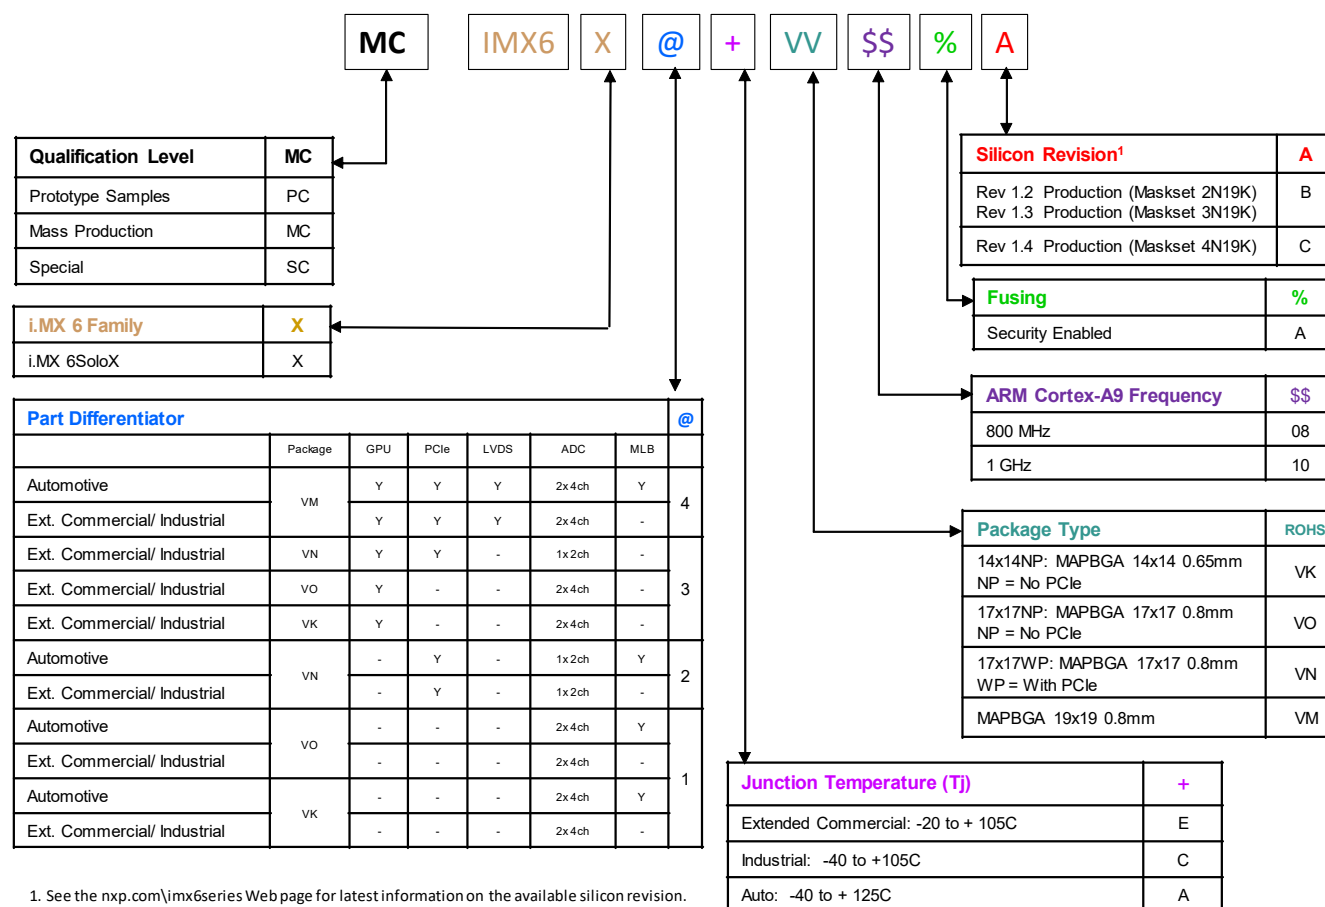 MC IMX6 X @ + VV $$ % A
Qualification Level MC
Prototype Samples PC
Mass Production MC
Special SC
i.MX 6 Family X
i.MX 6SoloX X
Part Differentiator @
Package GPU PCIe LVDS ADC MLB
Automotive VM Y Y Y 2x4ch Y 4
Ext. Commercial/ Industrial Y Y Y 2x4ch -
Ext. Commercial/ Industrial VN Y Y - 1x2ch - 3
Ext. Commercial/ Industrial VO Y - - 2x4ch -
Ext. Commercial/ Industrial VK Y - - 2x4ch -
Automotive VN - Y - 1x2ch Y 2
Ext. Commercial/ Industrial - Y - 1x2ch -
Automotive VO - - - 2x4ch Y 1
Ext. Commercial/ Industrial - - - 2x4ch -
Automotive VK - - - 2x4ch Y
Ext. Commercial/ Industrial - - - 2x4ch -
Silicon Revision¹ A
Rev 1.2 Production (Maskset 2N19K) B
Rev 1.3 Production (Maskset 3N19K)
Rev 1.4 Production (Maskset 4N19K) C
Fusing %
Security Enabled A
ARM Cortex-A9 Frequency $$
800 MHz 08
1 GHz 10
Package Type ROHS
14x14NP: MAPBGA 14x14 0.65mm VK
NP = No PCIe
17x17NP: MAPBGA 17x17 0.8mm VO
NP = No PCIe
17x17WP: MAPBGA 17x17 0.8mm VN
WP = With PCIe
MAPBGA 19x19 0.8mm VM
Junction Temperature (Tj) +
Extended Commercial: -20 to + 105C E
Industrial: -40 to +105C C
Auto: -40 to + 125C A
1. See the nxp.com\imx6series Web page for latest information on the available silicon revision.